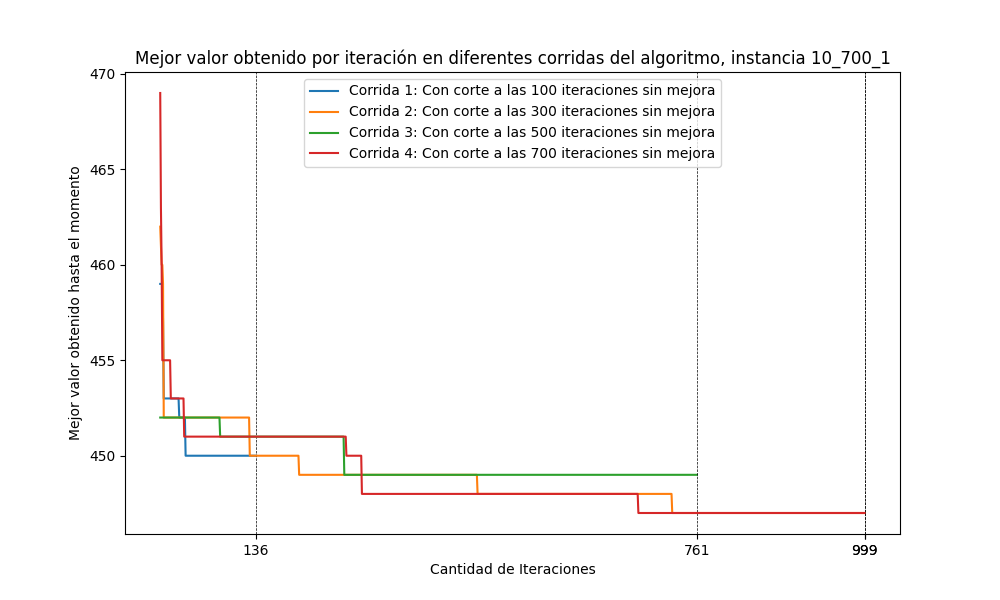 Mejor valor obtenido por iteración en diferentes corridas del algoritmo, instancia 10_700_1
Corrida 1: Con corte a las 100 iteraciones sin mejora
Corrida 2: Con corte a las 300 iteraciones sin mejora
Corrida 3: Con corte a las 500 iteraciones sin mejora
Corrida 4: Con corte a las 700 iteraciones sin mejora
Mejor valor obtenido hasta el momento
470
465
460
455
450
136
761
999
Cantidad de Iteraciones